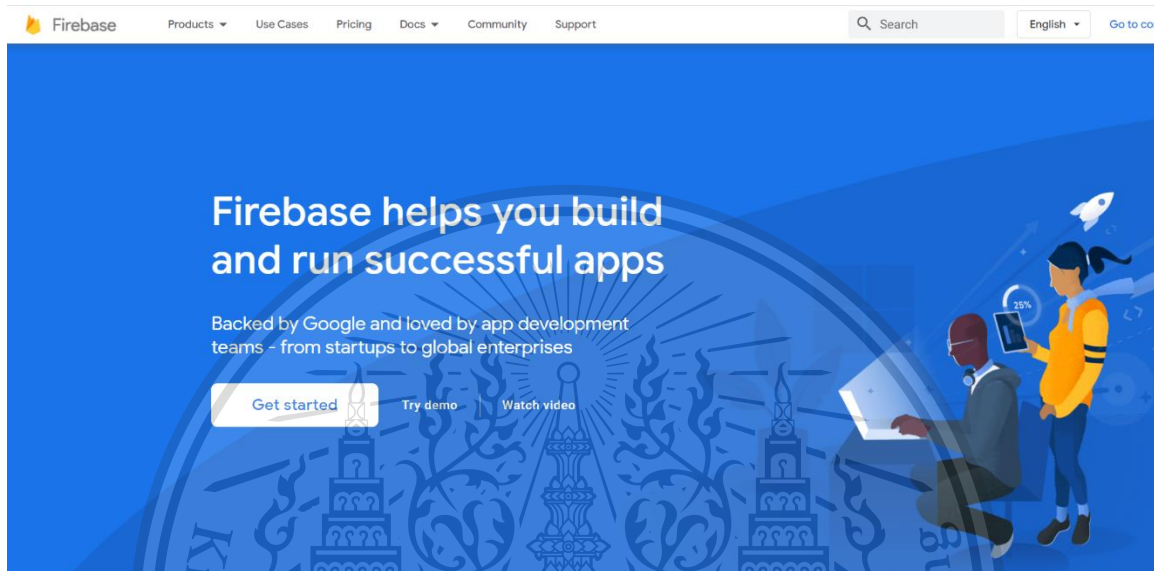 Firebase Products Use Cases Pricing Docs Community Support Search English Go to co
Firebase helps you build
and run successful apps
25%
Backed by Google and loved by app development
teams - from startups to global enterprises
Get started Try demo Watch video